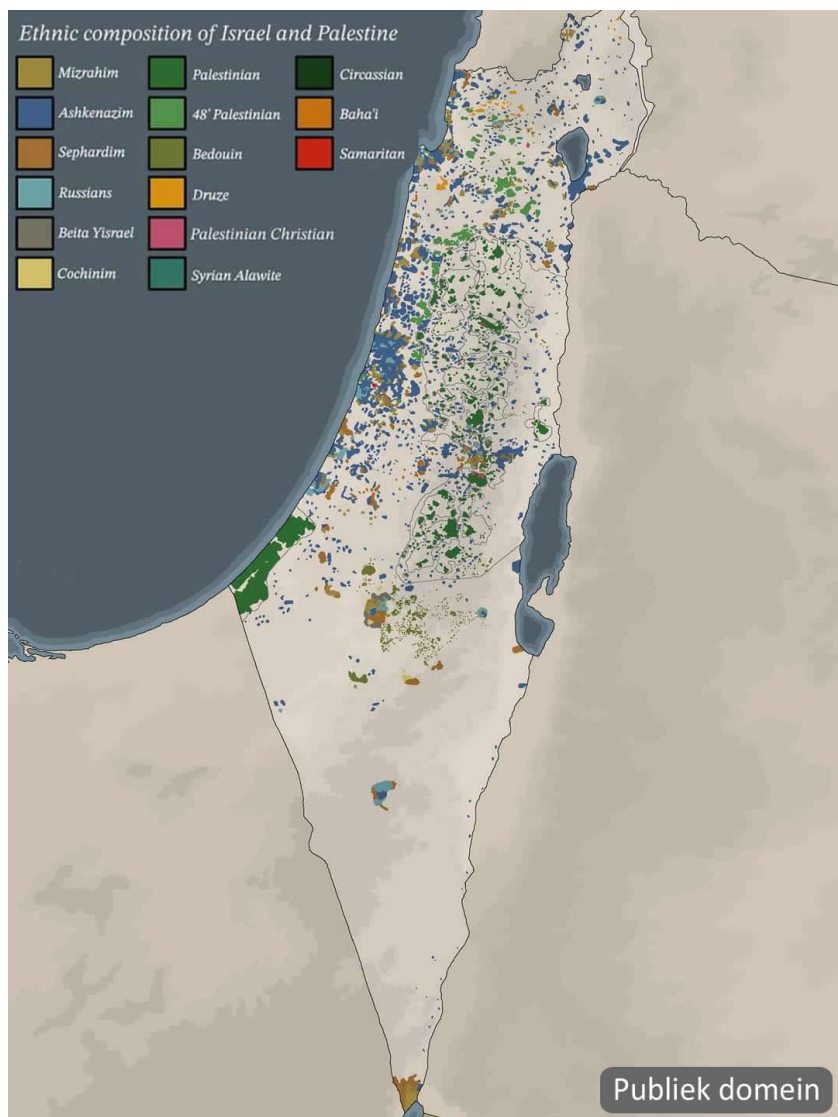 Ethnic composition of Israel and Palestine
Mizrahim
Palestinian
Circassian
Ashkenazim
48' Palestinian
Baha'i
Sephardim
Bedouin
Samaritan
Russians
Druze
Beita Yisrael
Palestinian Christian
Cochinim
Syrian Alawite
Publiek domein